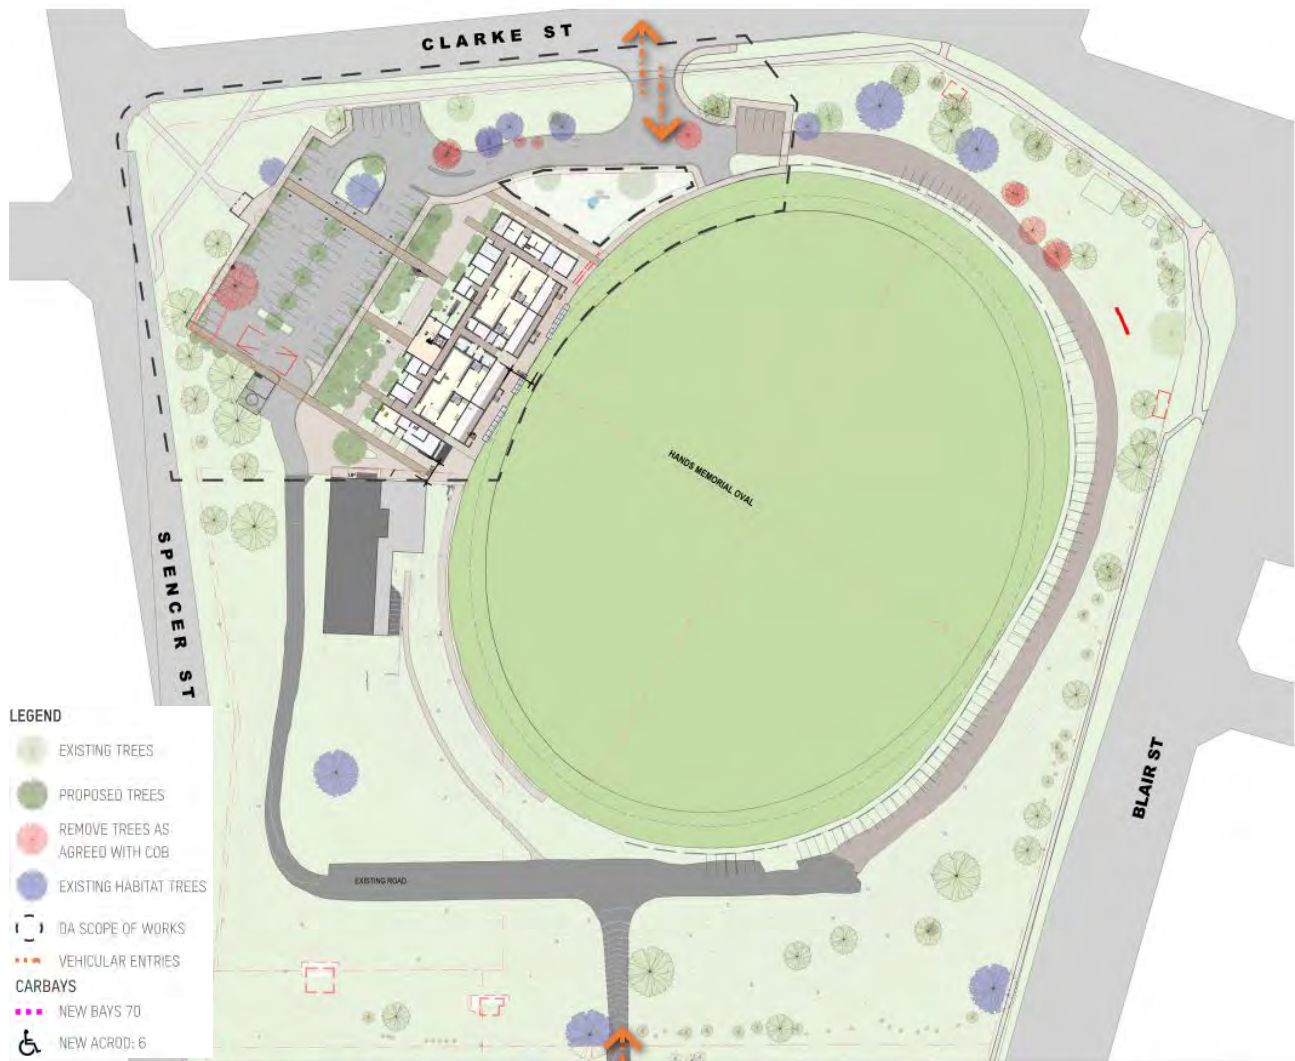 CLARKE ST
HANDS MEMORIAL OVAL
SPENCER ST
BLAIR ST
EXISTING ROAD
LEGEND
EXISTING TREES
PROPOSED TREES
REMOVE TREES AS
AGREED WITH COB
EXISTING HABITAT TREES
DA SCOPE OF WORKS
VEHICULAR ENTRIES
CARBAYS
NEW BAYS 70
NEW ACROD: 6